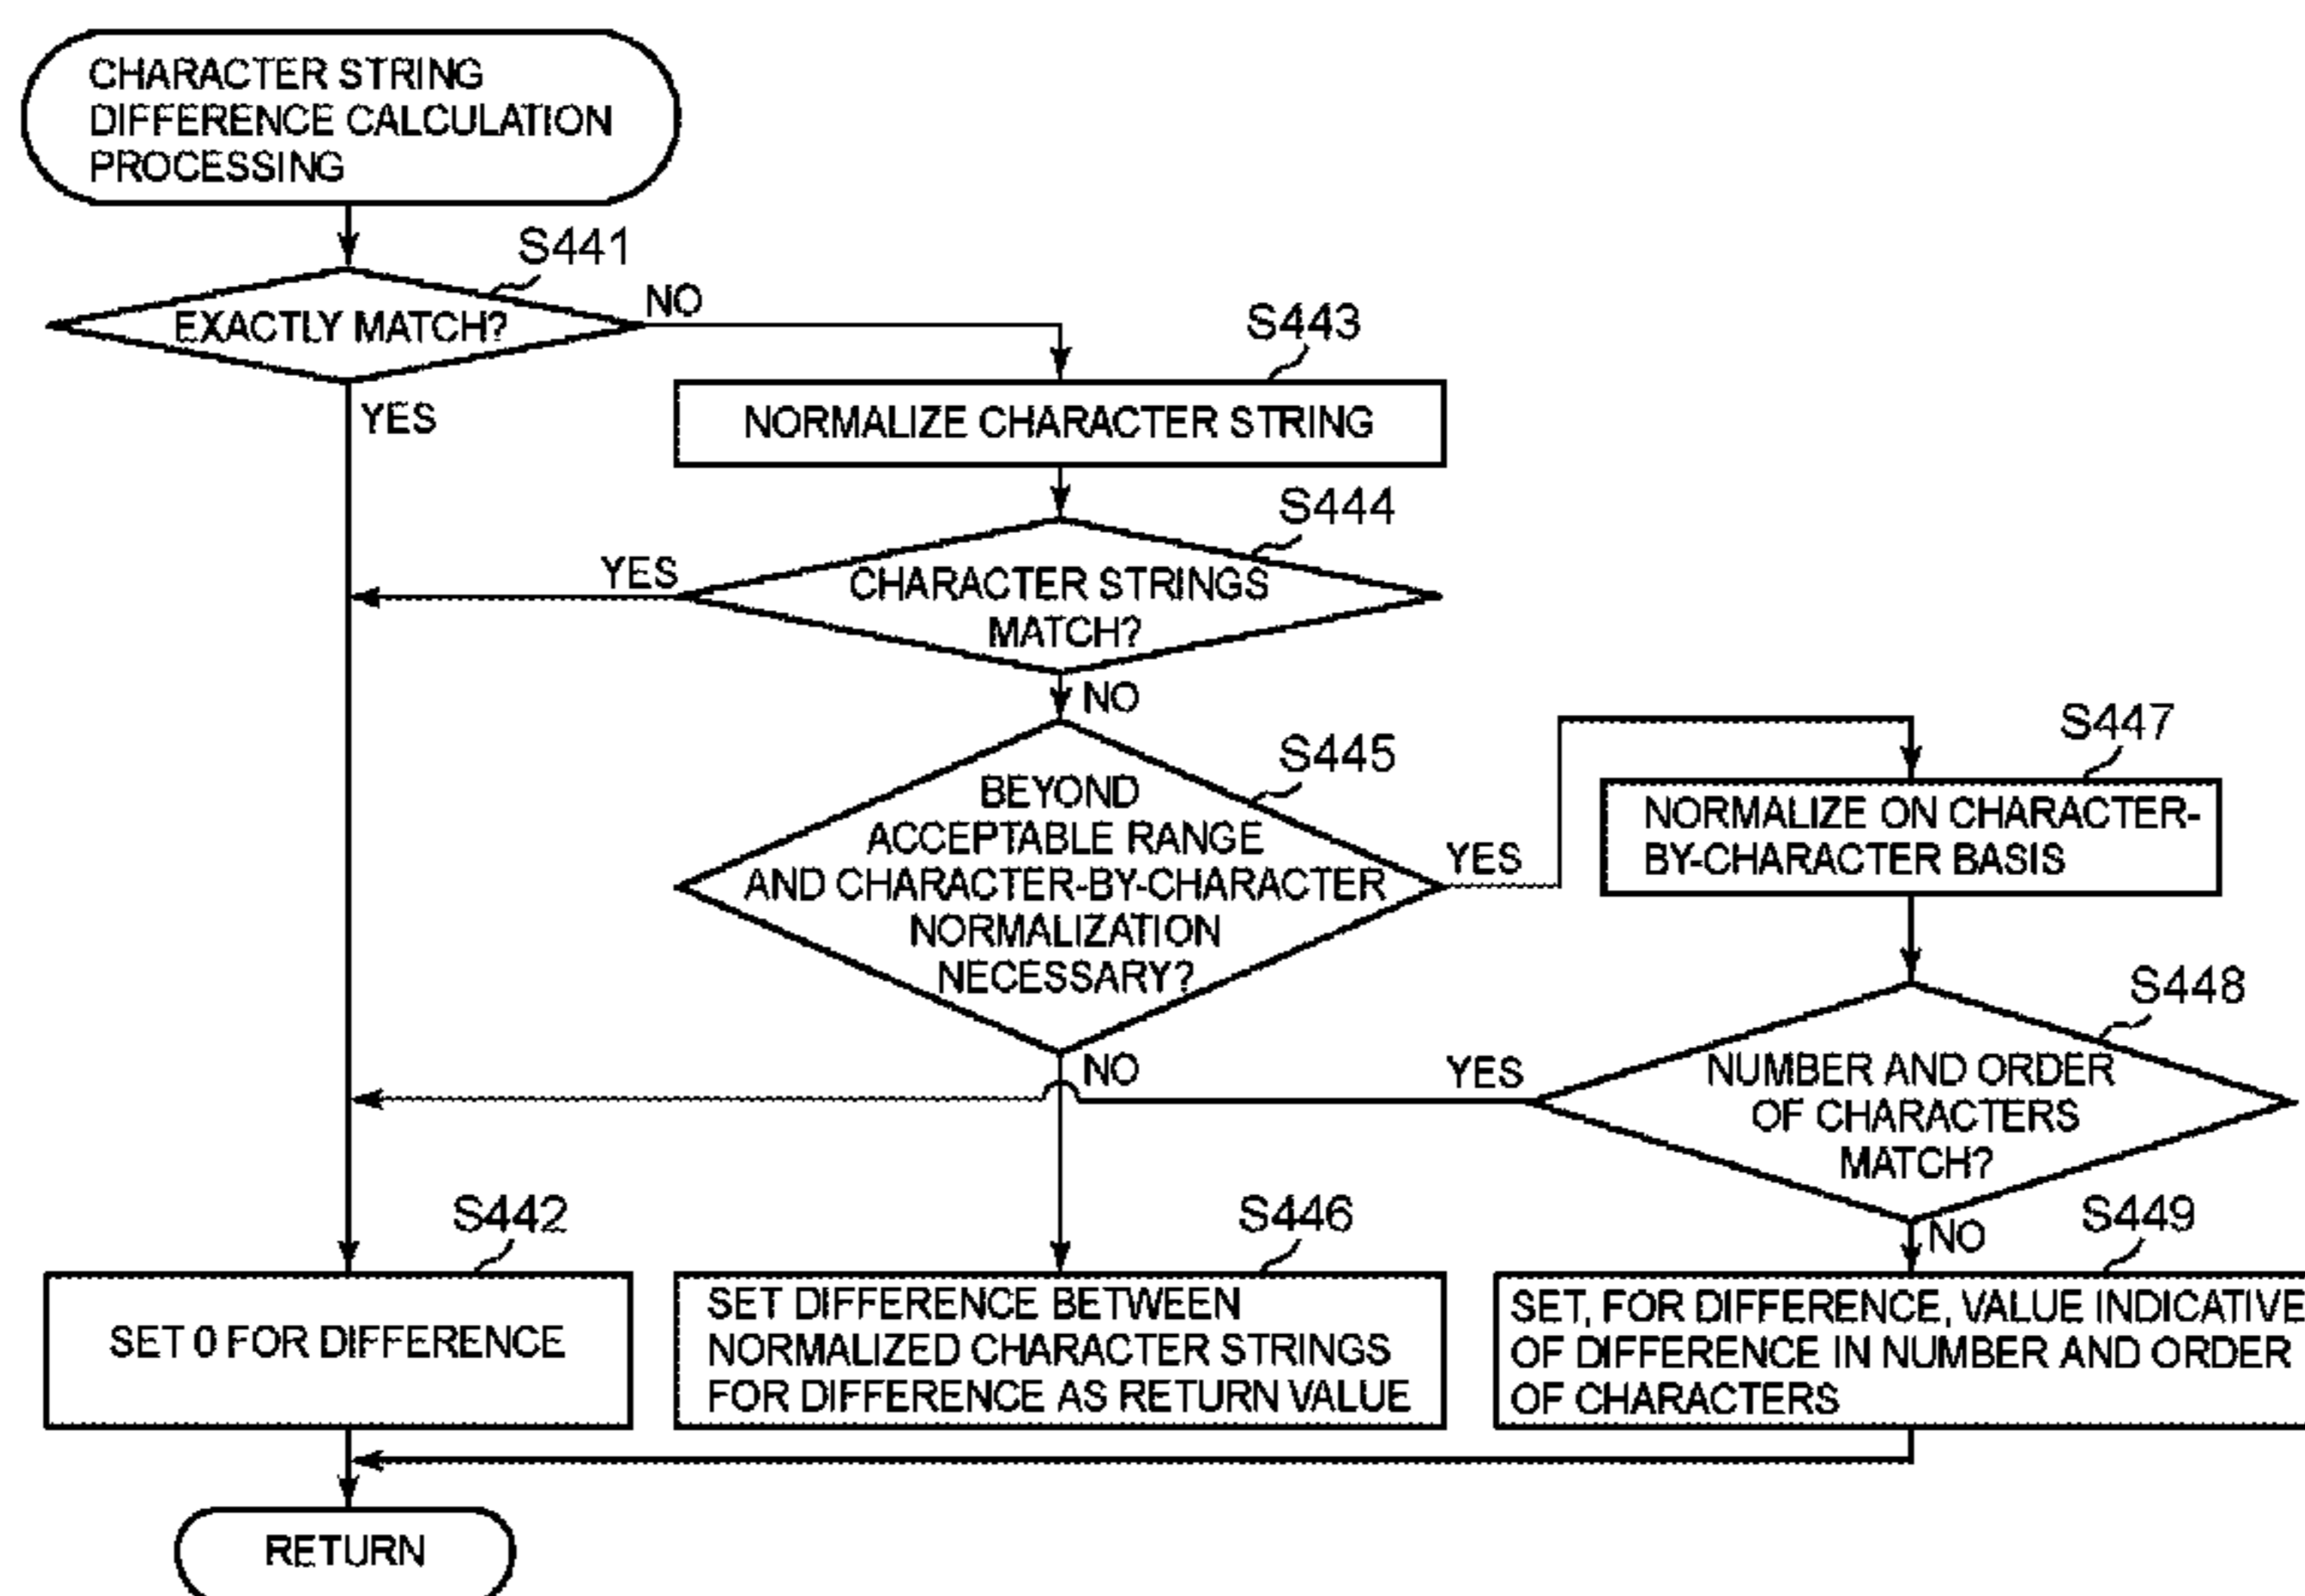 CHARACTER STRING
DIFFERENCE CALCULATION
PROCESSING
S441
EXACTLY MATCH?
NO
YES
S443
NORMALIZE CHARACTER STRING
S444
YES
CHARACTER STRINGS
MATCH?
NO
S445
BEYOND
ACCEPTABLE RANGE
AND CHARACTER-BY-CHARACTER
NORMALIZATION
NECESSARY?
YES
NO
S447
NORMALIZE ON CHARACTER-
BY-CHARACTER BASIS
S448
YES
NUMBER AND ORDER
OF CHARACTERS
MATCH?
NO
S442
SET 0 FOR DIFFERENCE
S446
SET DIFFERENCE BETWEEN
NORMALIZED CHARACTER STRINGS
FOR DIFFERENCE AS RETURN VALUE
S449
SET, FOR DIFFERENCE, VALUE INDICATIVE
OF DIFFERENCE IN NUMBER AND ORDER
OF CHARACTERS
RETURN